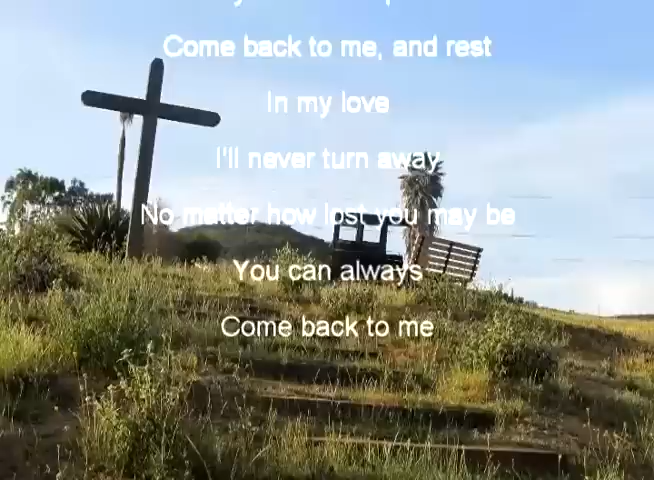 Come back to me, and rest
In my love
I'll never turn away
No matter how lost you may be
You can always
Come back to me